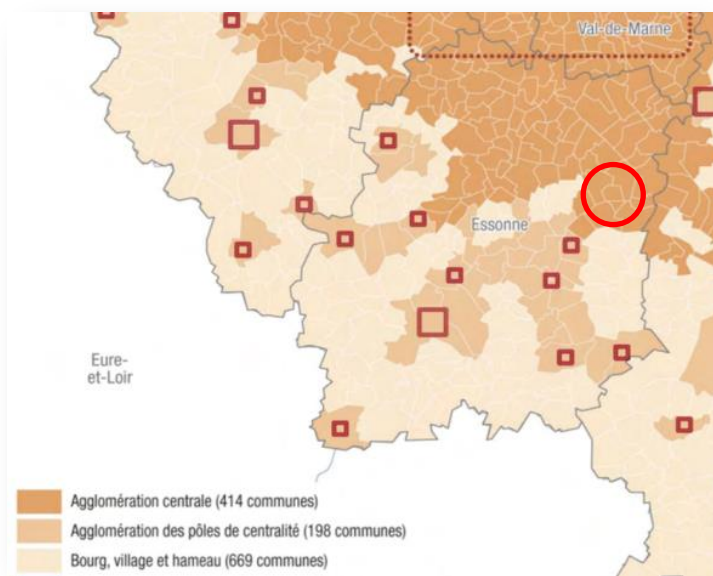 Val-de-Marne
Essonne
Eure-
et-Loir
Agglomération centrale (414 communes)
Agglomération des pôles de centralité (198 communes)
Bourg, village et hameau (669 communes)